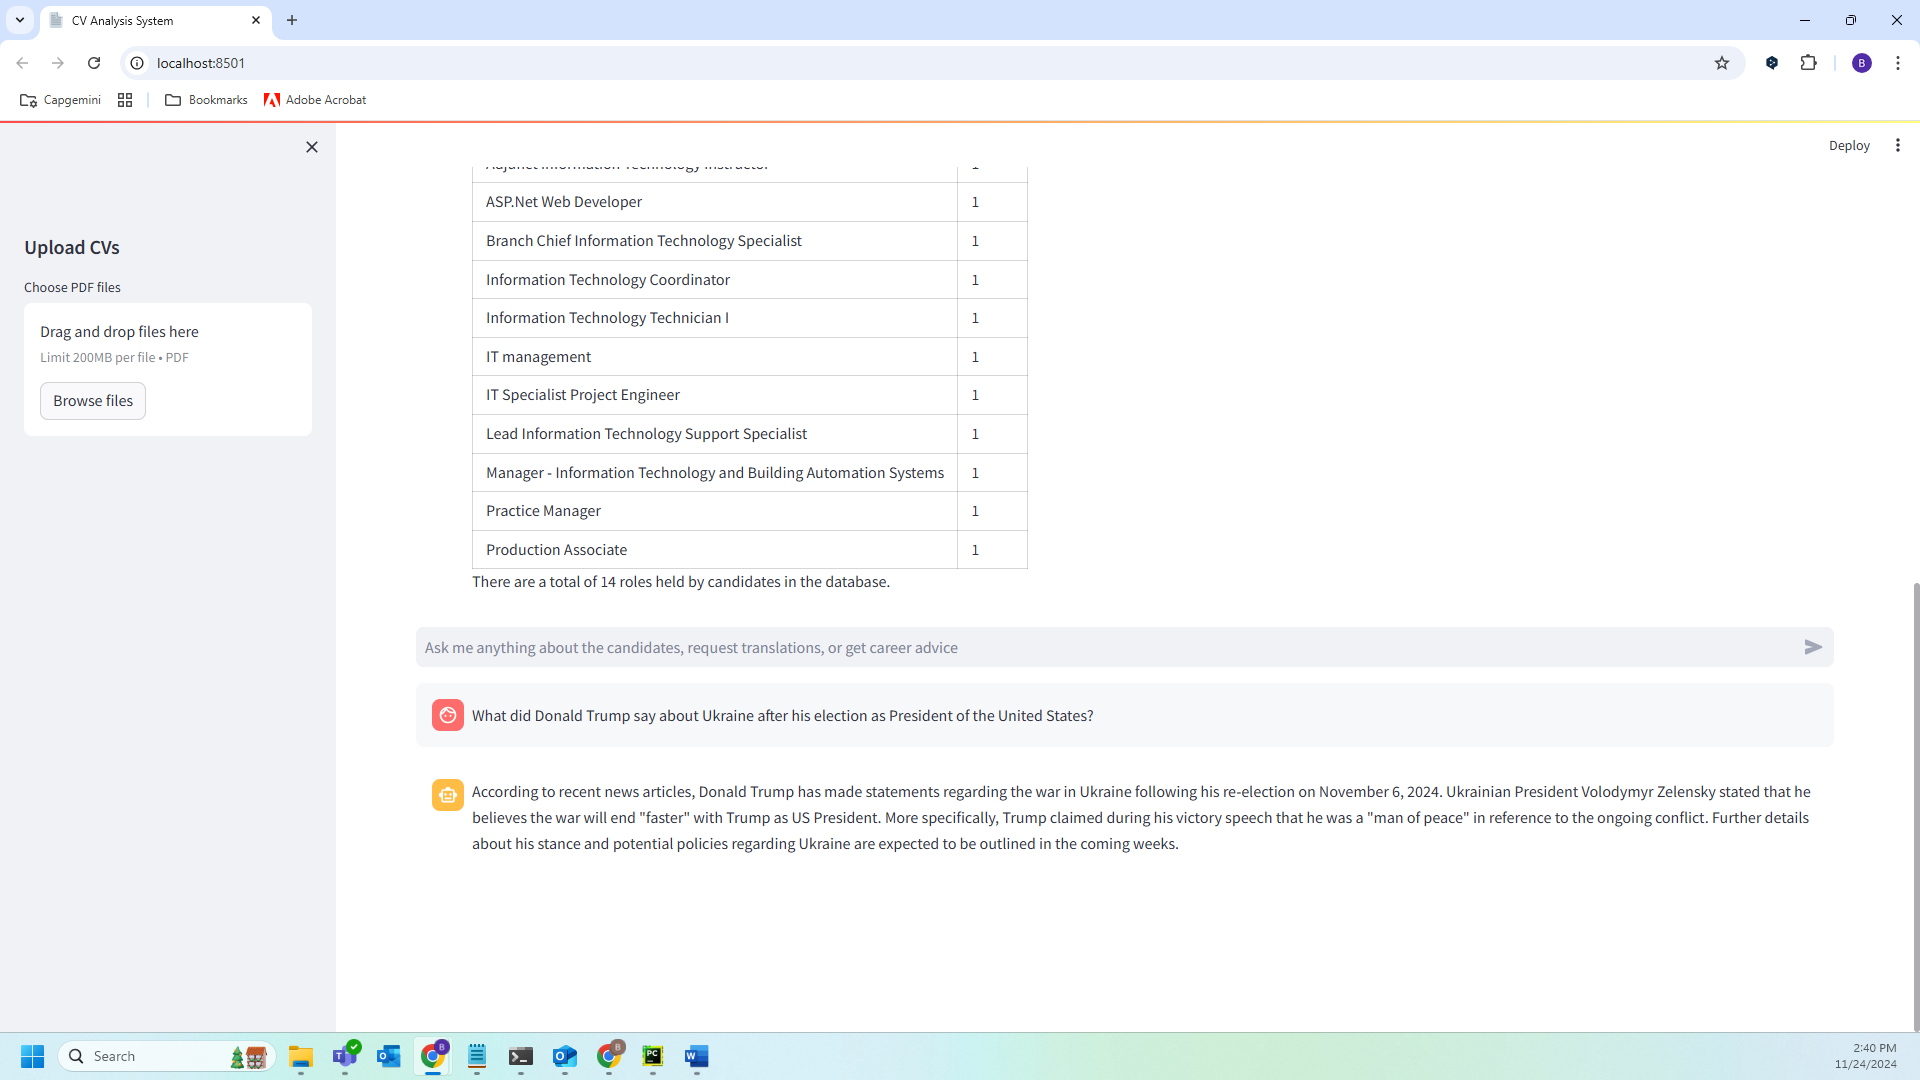 CV Analysis System
localhost:8501
B
Capgemini
Bookmarks
Adobe Acrobat
Deploy
Upload CVs
Choose PDF files
Drag and drop files here
Limit 200MB per file • PDF
Browse files
Adjunct Information Technology Instructor 1
ASP.Net Web Developer 1
Branch Chief Information Technology Specialist 1
Information Technology Coordinator 1
Information Technology Technician I 1
IT management 1
IT Specialist Project Engineer 1
Lead Information Technology Support Specialist 1
Manager - Information Technology and Building Automation Systems 1
Practice Manager 1
Production Associate 1
There are a total of 14 roles held by candidates in the database.
Ask me anything about the candidates, request translations, or get career advice
What did Donald Trump say about Ukraine after his election as President of the United States?
According to recent news articles, Donald Trump has made statements regarding the war in Ukraine following his re-election on November 6, 2024. Ukrainian President Volodymyr Zelensky stated that he
believes the war will end "faster" with Trump as US President. More specifically, Trump claimed during his victory speech that he was a "man of peace" in reference to the ongoing conflict. Further details
about his stance and potential policies regarding Ukraine are expected to be outlined in the coming weeks.
Search
2:40 PM
11/24/2024